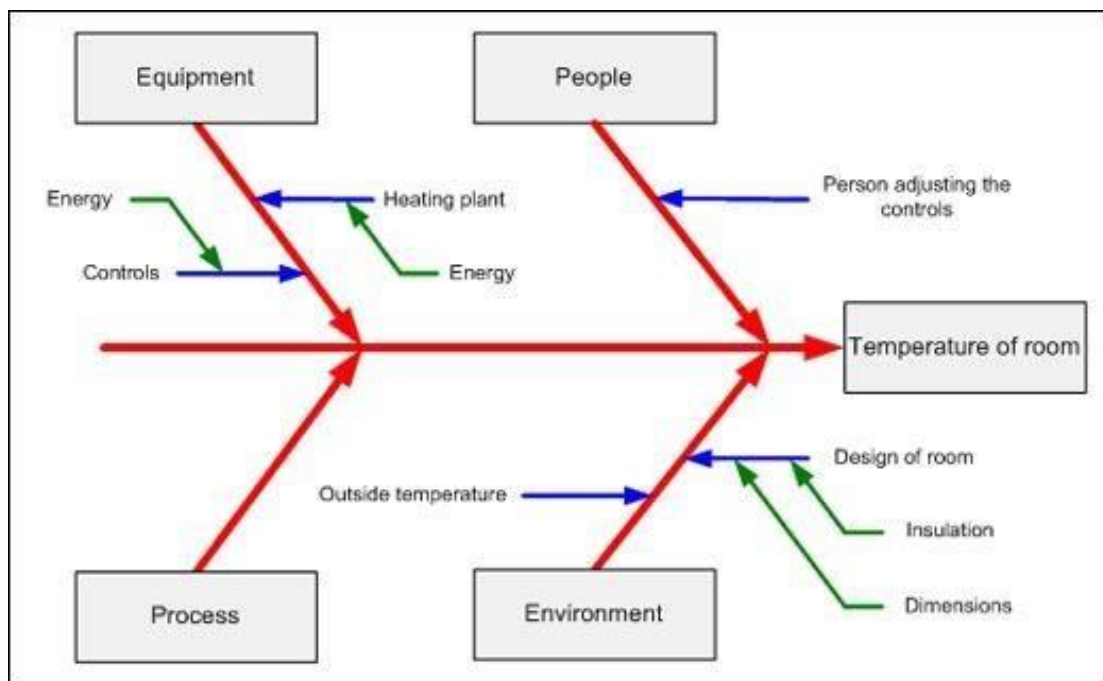 Equipment
People
Energy
Heating plant
Person adjusting the
controls
Controls
Energy
Temperature of room
Design of room
Outside temperature
Insulation
Dimensions
Process
Environment